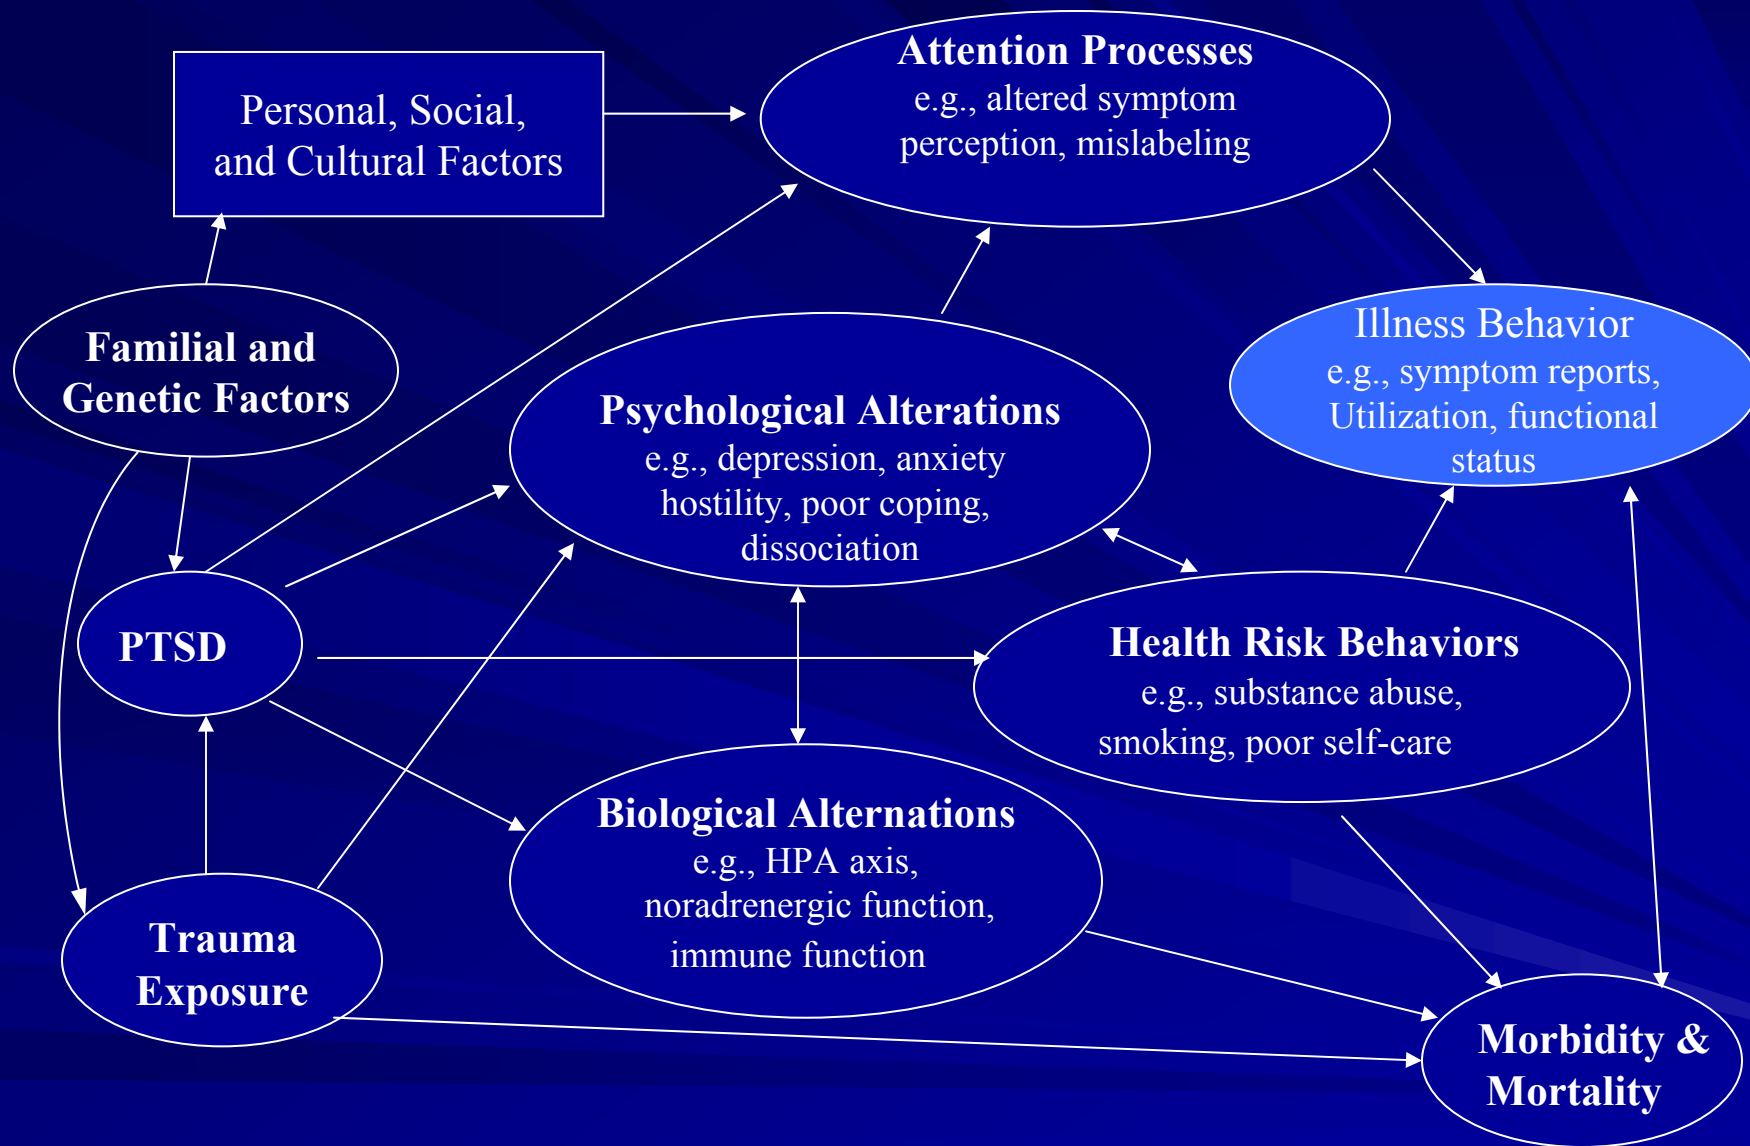 Attention Processes
e.g., altered symptom
perception, mislabeling
Personal, Social,
and Cultural Factors
Illness Behavior
e.g., symptom reports,
Utilization, functional
status
Familial and
Genetic Factors
Psychological Alterations
e.g., depression, anxiety
hostility, poor coping,
dissociation
PTSD
Health Risk Behaviors
e.g., substance abuse,
smoking, poor self-care
Biological Alternations
e.g., HPA axis,
noradrenergic function,
immune function
Trauma
Exposure
Morbidity &
Mortality